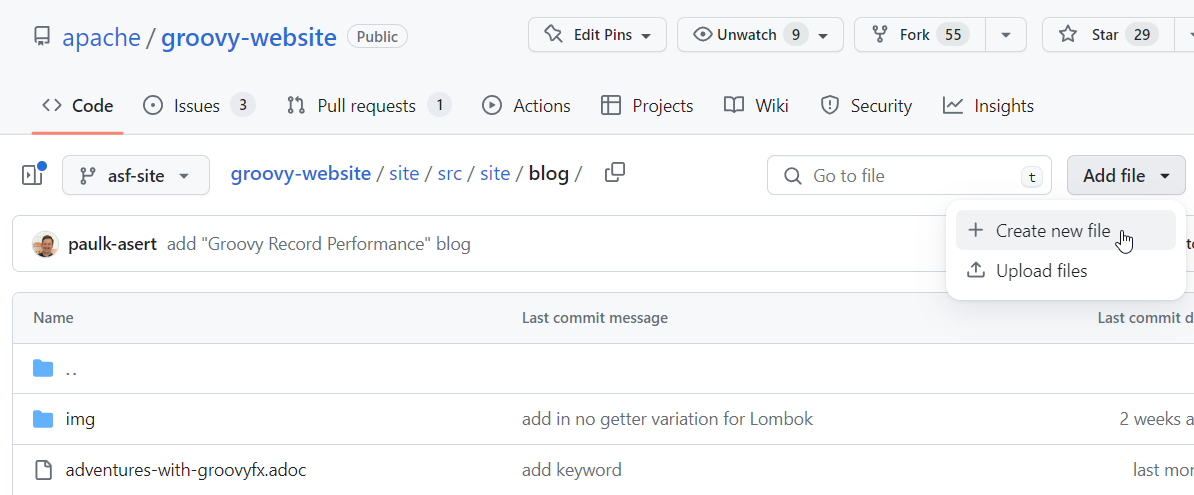 apache / groovy-website Public Edit Pins Unwatch 9 Fork 55 Star 29
Code Issues 3 Pull requests 1 Actions Projects Wiki Security Insights
asf-site groovy-website / site / src / site / blog / Go to file t Add file
Create new file
paulk-asert add "Groovy Record Performance" blog
Upload files
Name Last commit message Last commit d
..
img add in no getter variation for Lombok 2 weeks a
adventures-with-groovyfx.adoc add keyword last mor